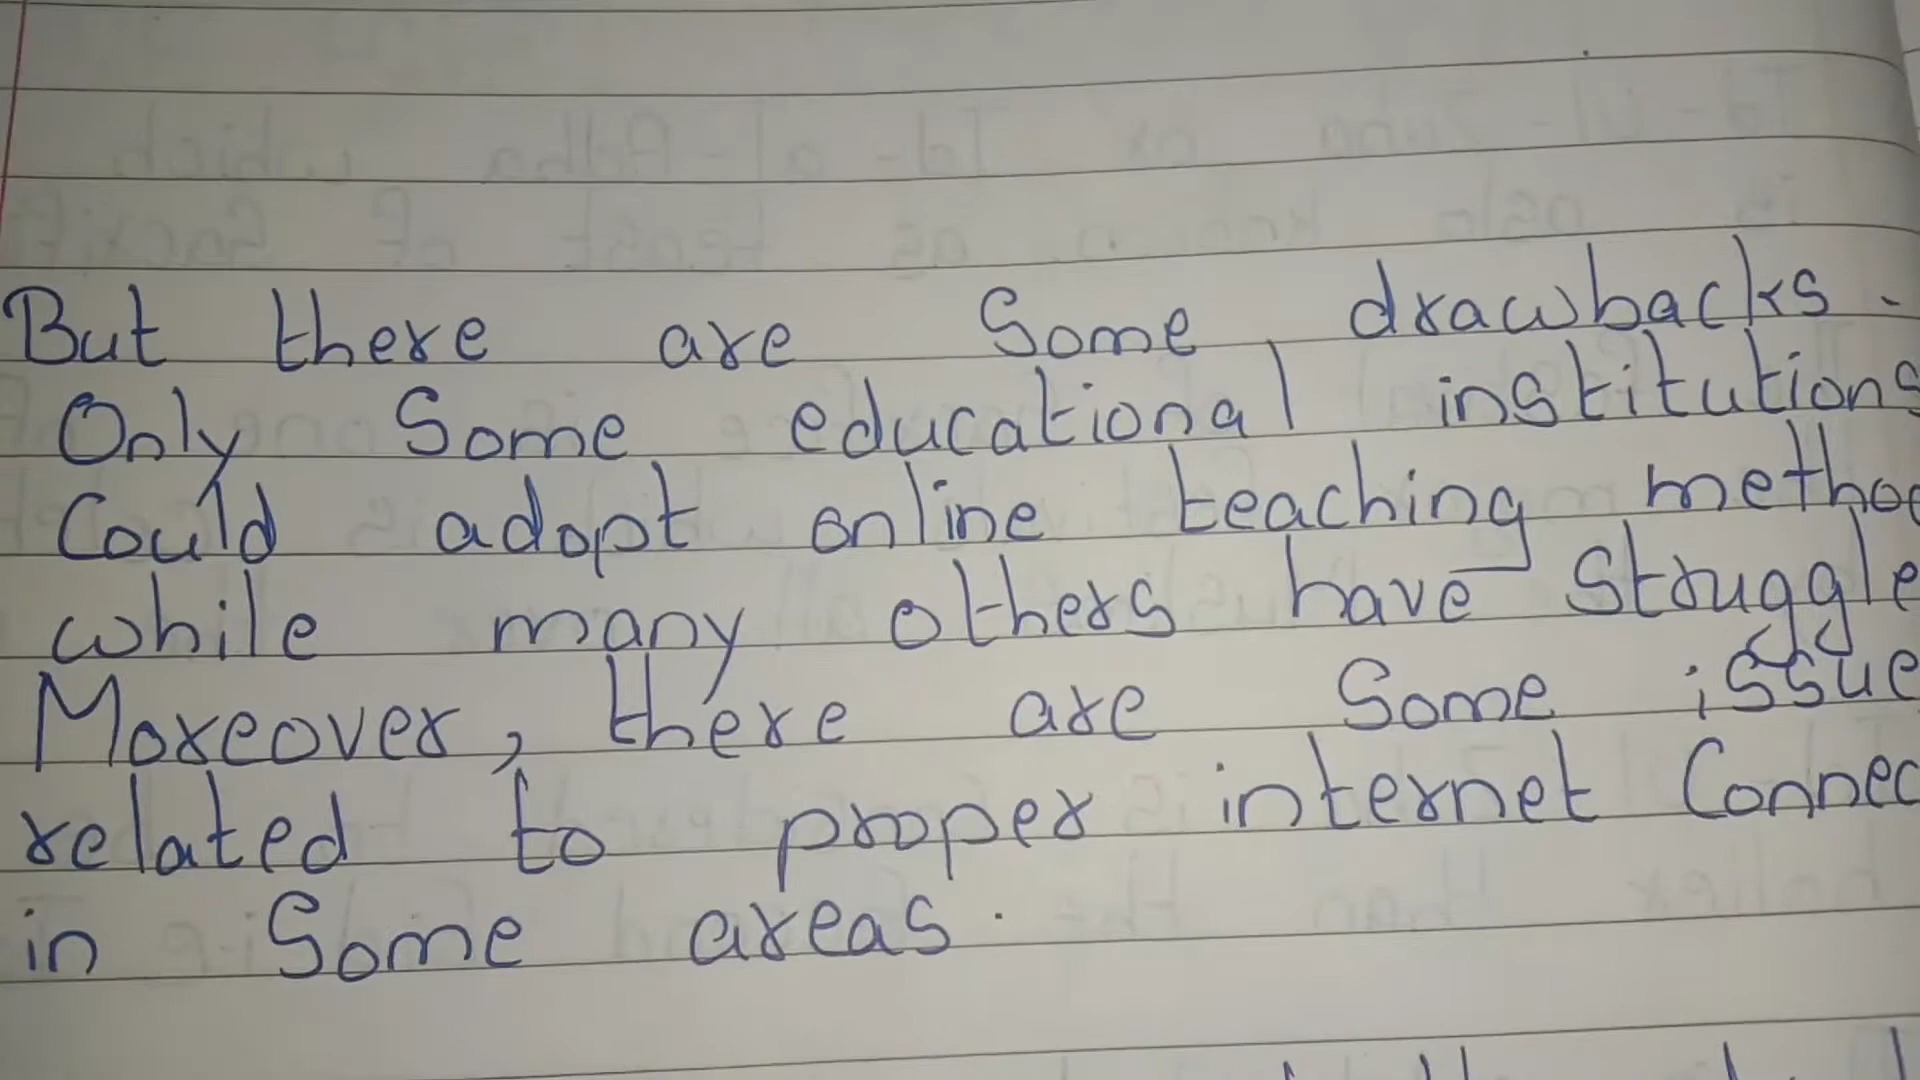 But there are Some drawbacks.
Only Some educational institutions
Could adopt online teaching metho
while many others have struggle
Moreover, there are Some issue
related to proper internet Connec
in Some areas.